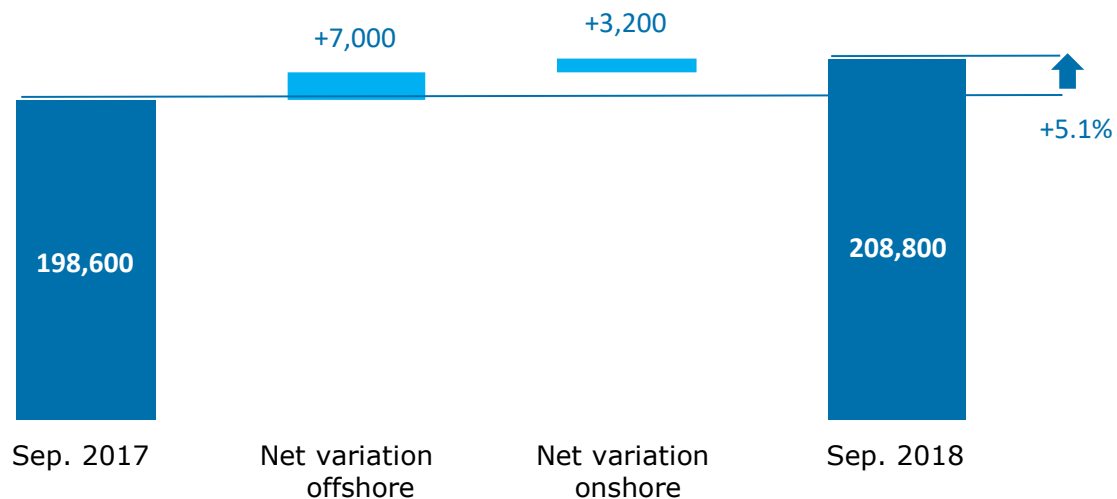 +7,000
+3,200
+5.1%
198,600
208,800
Sep. 2017
Net variation
offshore
Net variation
onshore
Sep. 2018